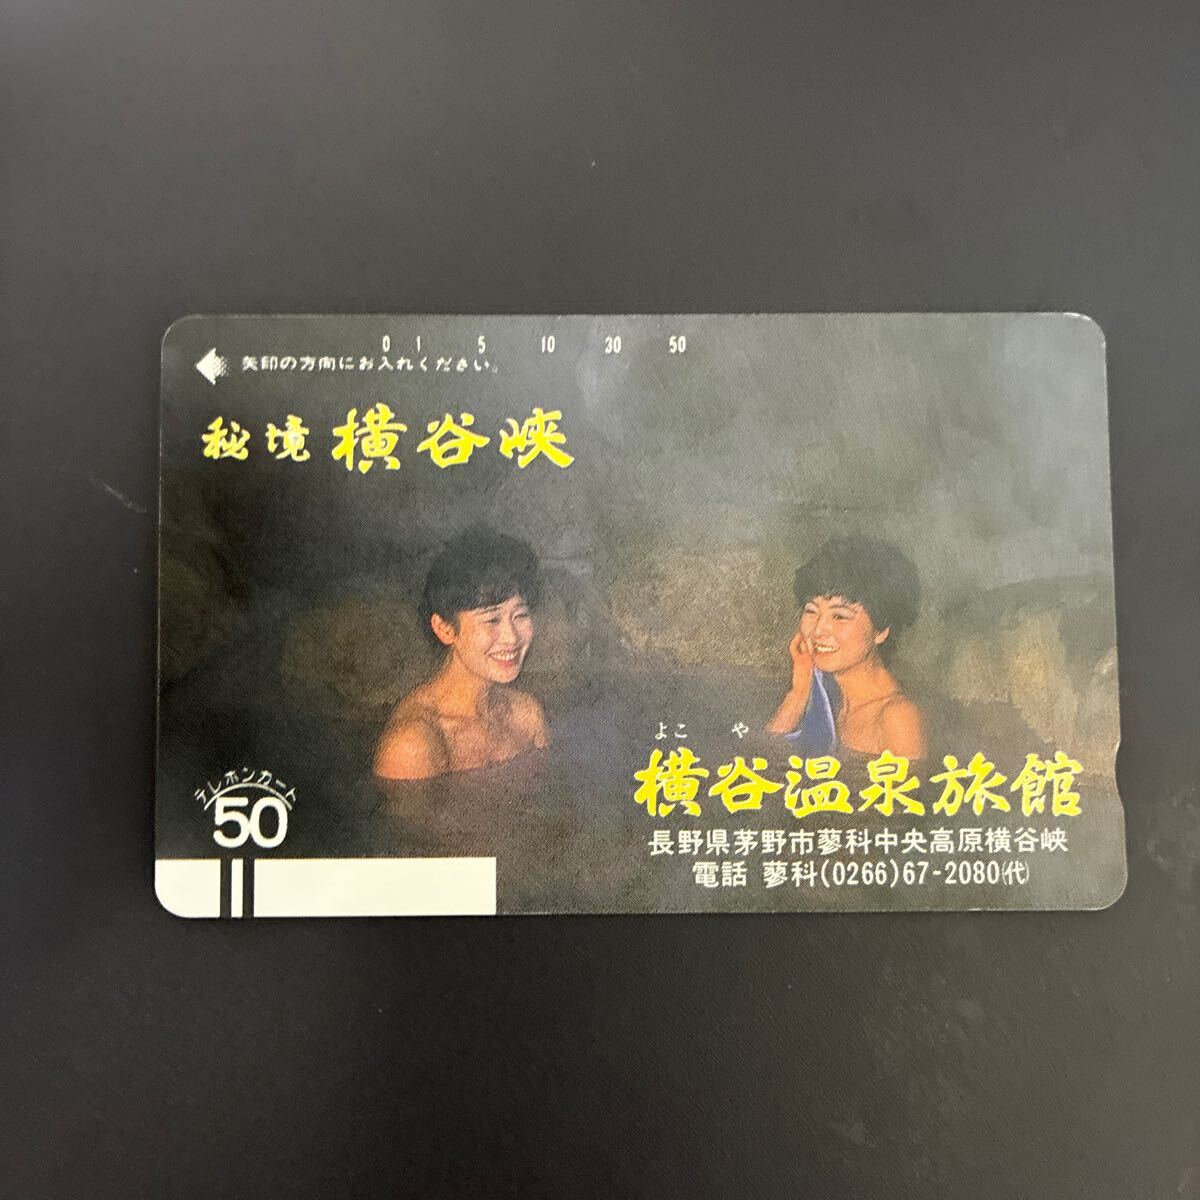 0 1 5 10 30 50
矢印の方向にお入れください。
秘境 横谷峡
よこ や
横谷温泉旅館
長野県茅野市蓼科中央高原横谷峡
電話 蓼科(0266)67-2080㈹
テレホンカード
50